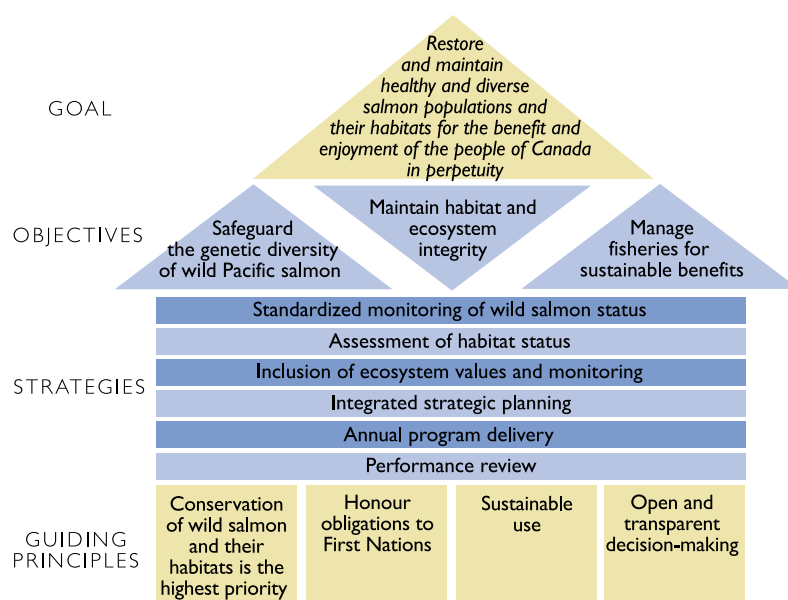 GOAL
Restore
and maintain
healthy and diverse
salmon populations and
their habitats for the benefit and
enjoyment of the people of Canada
in perpetuity
OBJECTIVES
Safeguard
the genetic diversity
of wild Pacific salmon
Maintain habitat and
ecosystem
integrity
Manage
fisheries for
sustainable benefits
STRATEGIES
Standardized monitoring of wild salmon status
Assessment of habitat status
Inclusion of ecosystem values and monitoring
Integrated strategic planning
Annual program delivery
Performance review
GUIDING
PRINCIPLES
Conservation
of wild salmon
and their
habitats is the
highest priority
Honour
obligations to
First Nations
Sustainable
use
Open and
transparent
decision-making